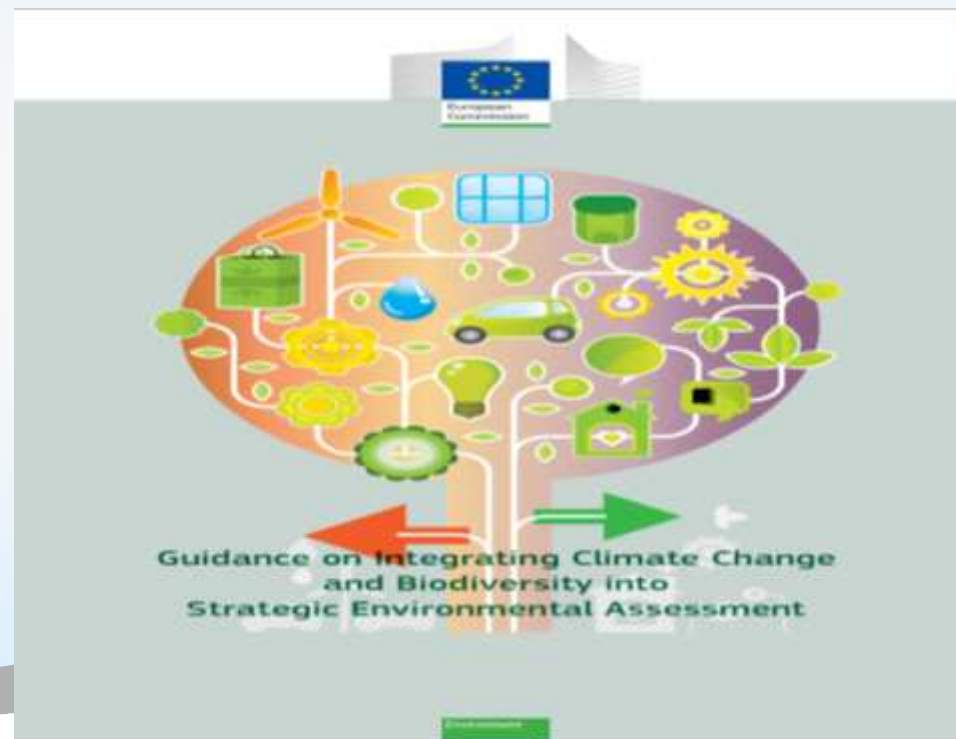 European
Commission
Guidance on Integrating Climate Change
and Biodiversity into
Strategic Environmental Assessment
Environment